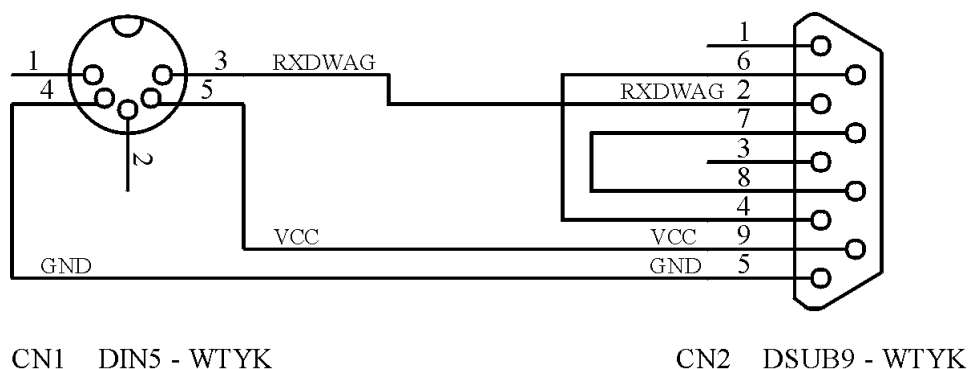 1
3 RXDWAG
1
6
4
5
RXDWAG 2
7
2
3
8
4
VCC
VCC 9
GND
GND 5
CN1 DIN5 - WTYK
CN2 DSUB9 - WTYK